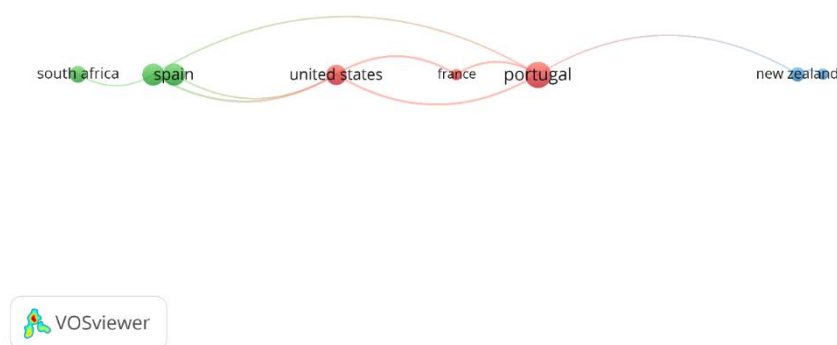 south africa
spain
united states
france
portugal
new zealand
VOSviewer